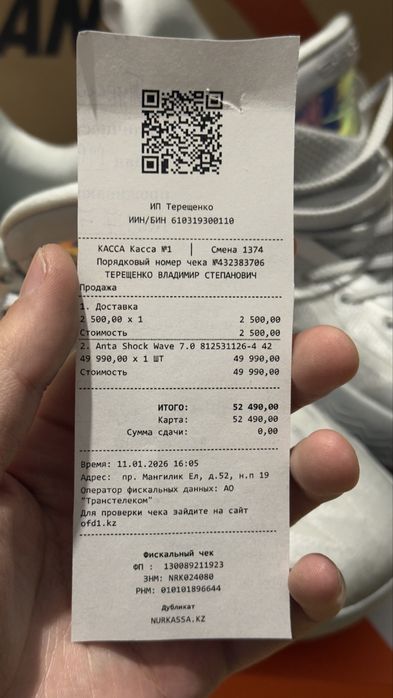 ИП Терещенко
ИИН/БИН 610319300110
КАССА Касса №1 | Смена 1374
Порядковый номер чека №432383706
ТЕРЕЩЕНКО ВЛАДИМИР СТЕПАНОВИЧ
Продажа
1. Доставка
2 500,00 x 1 2 500,00
Стоимость 2 500,00
2. Anta Shock Wave 7.0 812531126-4 42
49 990,00 x 1 ШТ 49 990,00
Стоимость 49 990,00
ИТОГО: 52 490,00
Карта: 52 490,00
Сумма сдачи: 0,00
Время: 11.01.2026 16:05
Адрес: пр. Мангилик Ел, д.52, н.п 19
Оператор фискальных данных: АО
"Транстелеком"
Для проверки чека зайдите на сайт
ofd1.kz
Фискальный чек
ФП : 130089211923
ЗНМ: NRK024080
РНМ: 010101896644
Дубликат
NURKASSA.KZ